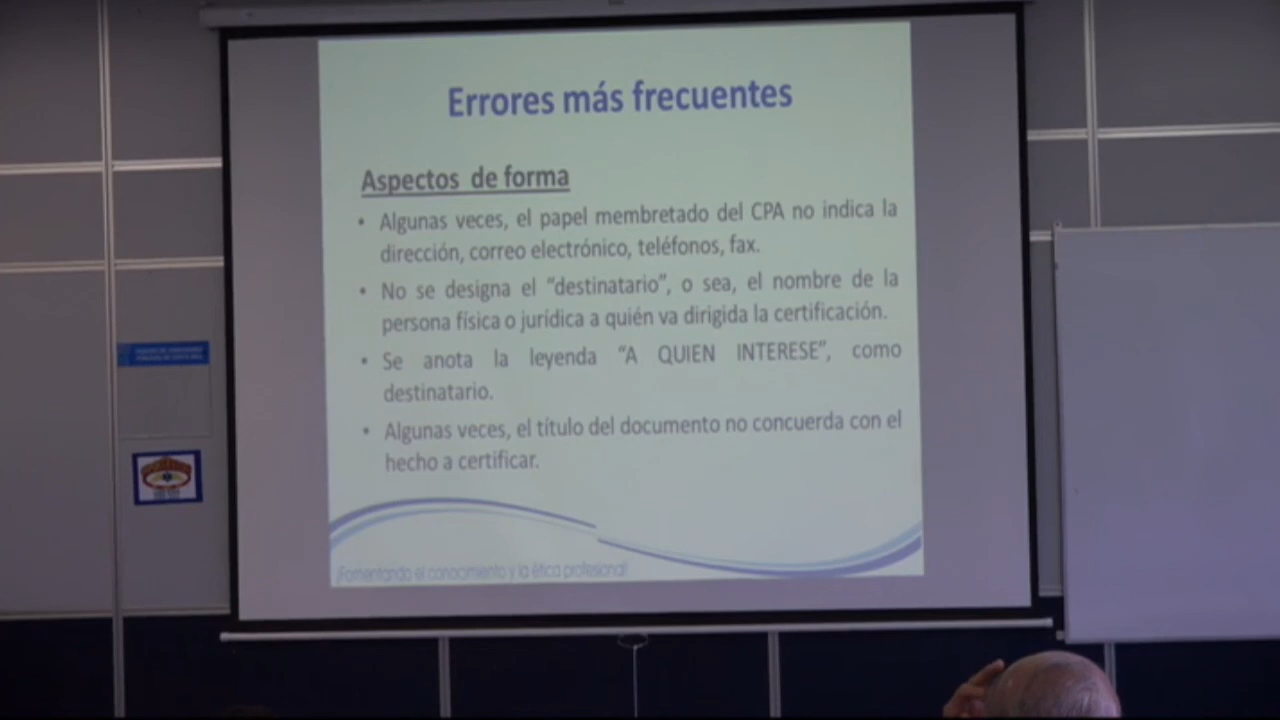 Errores más frecuentes
Aspectos de forma
• Algunas veces, el papel membretado del CPA no indica la
dirección, correo electrónico, teléfonos, fax.
• No se designa el “destinatario”, o sea, el nombre de la
persona física o jurídica a quién va dirigida la certificación.
• Se anota la leyenda “A QUIEN INTERESE”, como
destinatario.
• Algunas veces, el título del documento no concuerda con el
hecho a certificar.
¡Fomentando el conocimiento y la ética profesional!